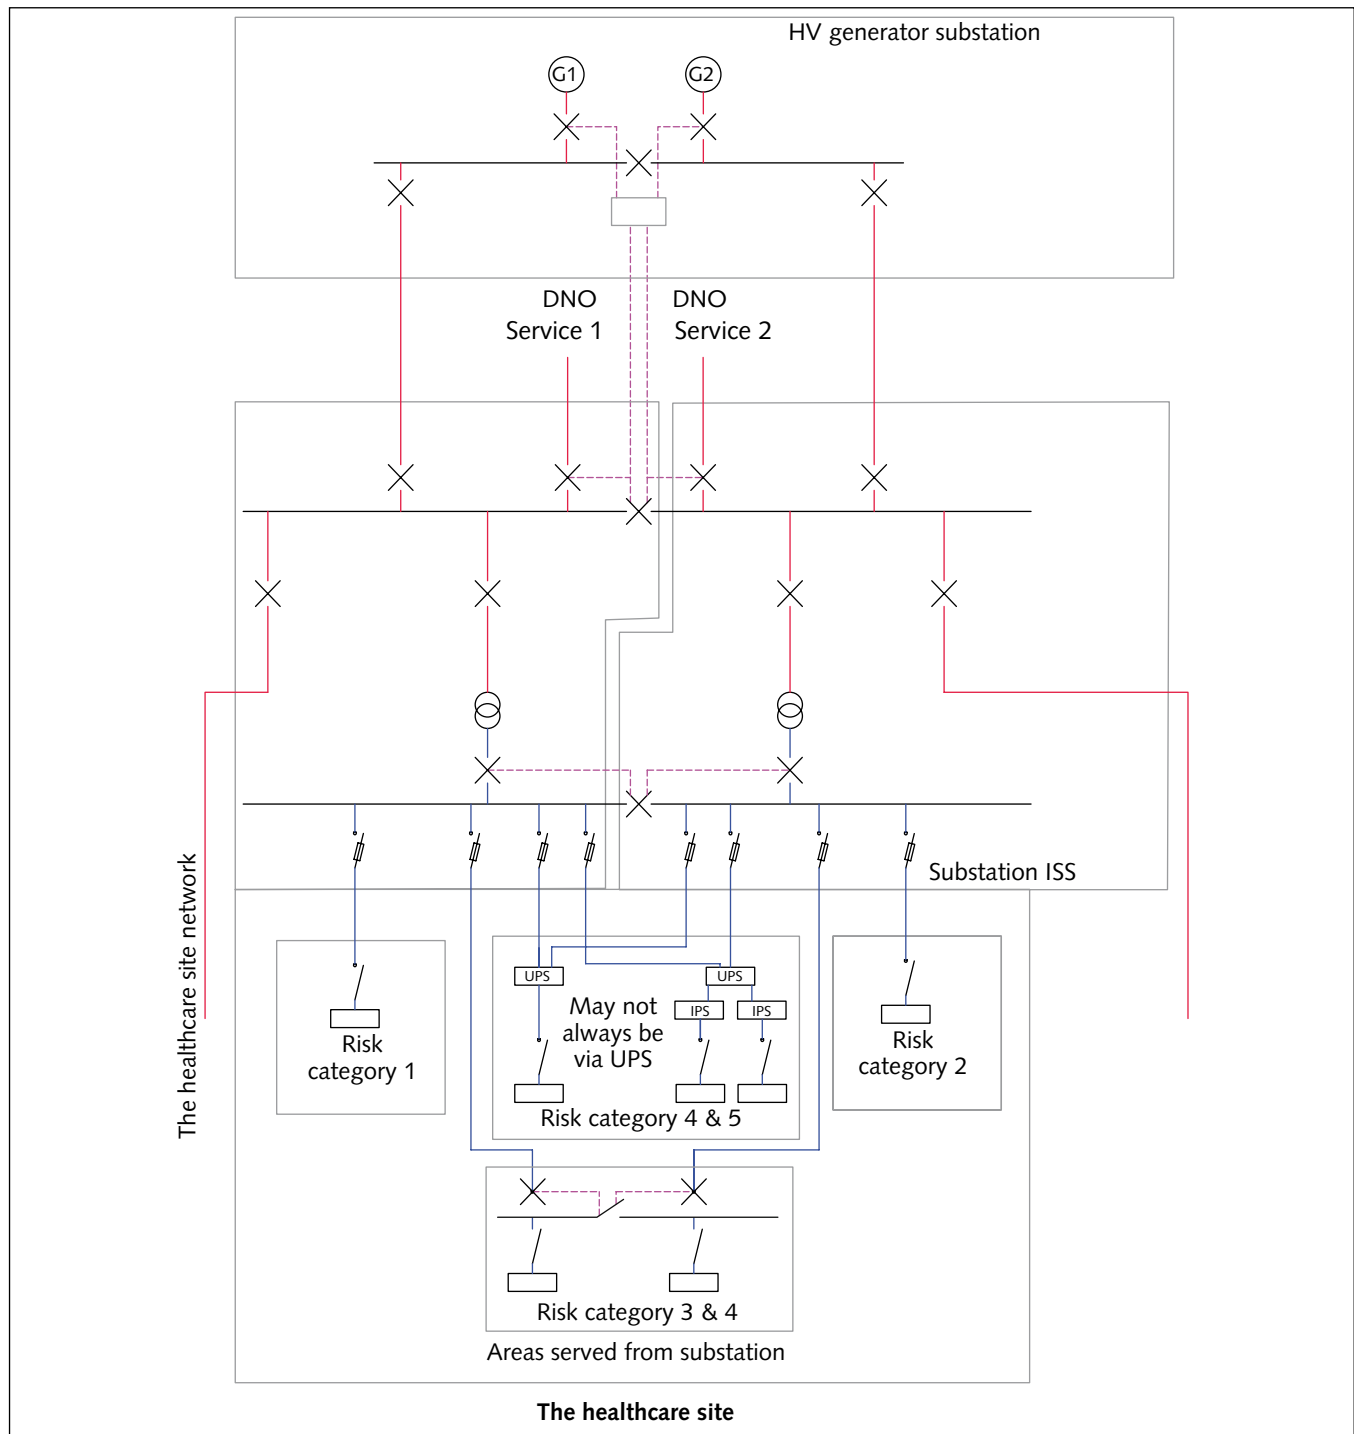 HV generator substation
G1
G2
DNO
Service 1
DNO
Service 2
Substation ISS
The healthcare site network
UPS
UPS
IPS
IPS
May not
always be
via UPS
Risk
category 1
Risk
category 2
Risk category 4 & 5
Risk category 3 & 4
Areas served from substation
The healthcare site